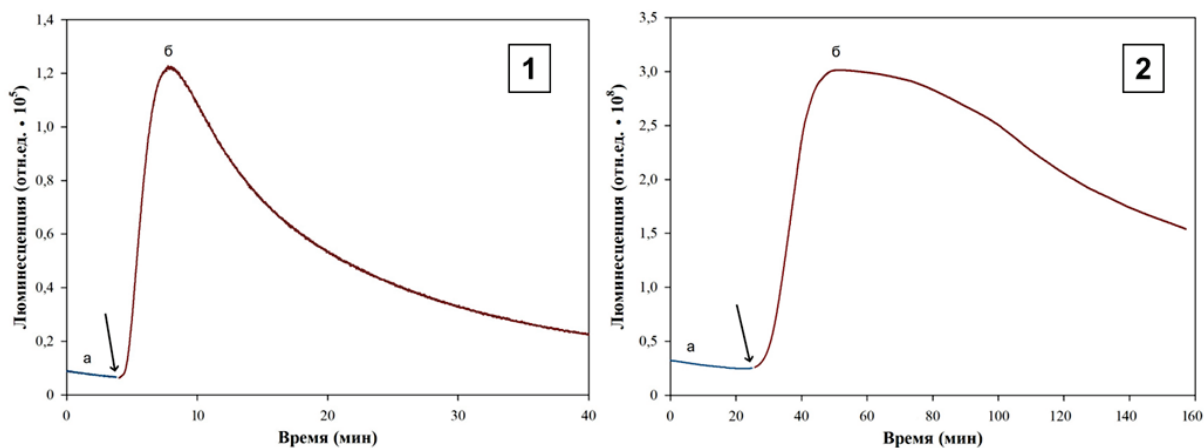 1
Люминесценция (отн.ед. • 10⁵)
1,4
1,2
1,0
0,8
0,6
0,4
0,2
0
а
б
0 10 20 30 40
Время (мин)
2
Люминесценция (отн.ед. • 10⁸)
3,5
3,0
2,5
2,0
1,5
1,0
0,5
0
а
б
0 20 40 60 80 100 120 140 160
Время (мин)